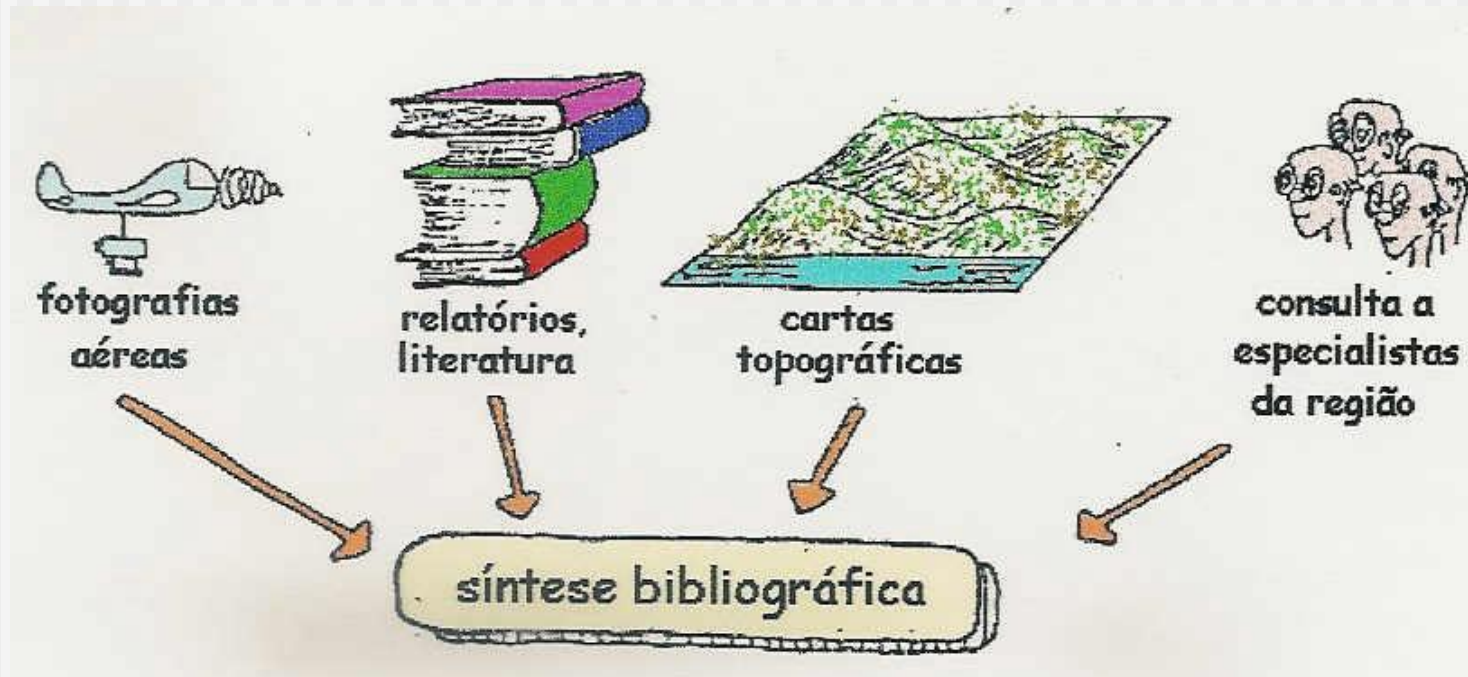 fotografias
aéreas
relatórios,
literatura
cartas
topográficas
consulta a
especialistas
da região
síntese bibliográfica